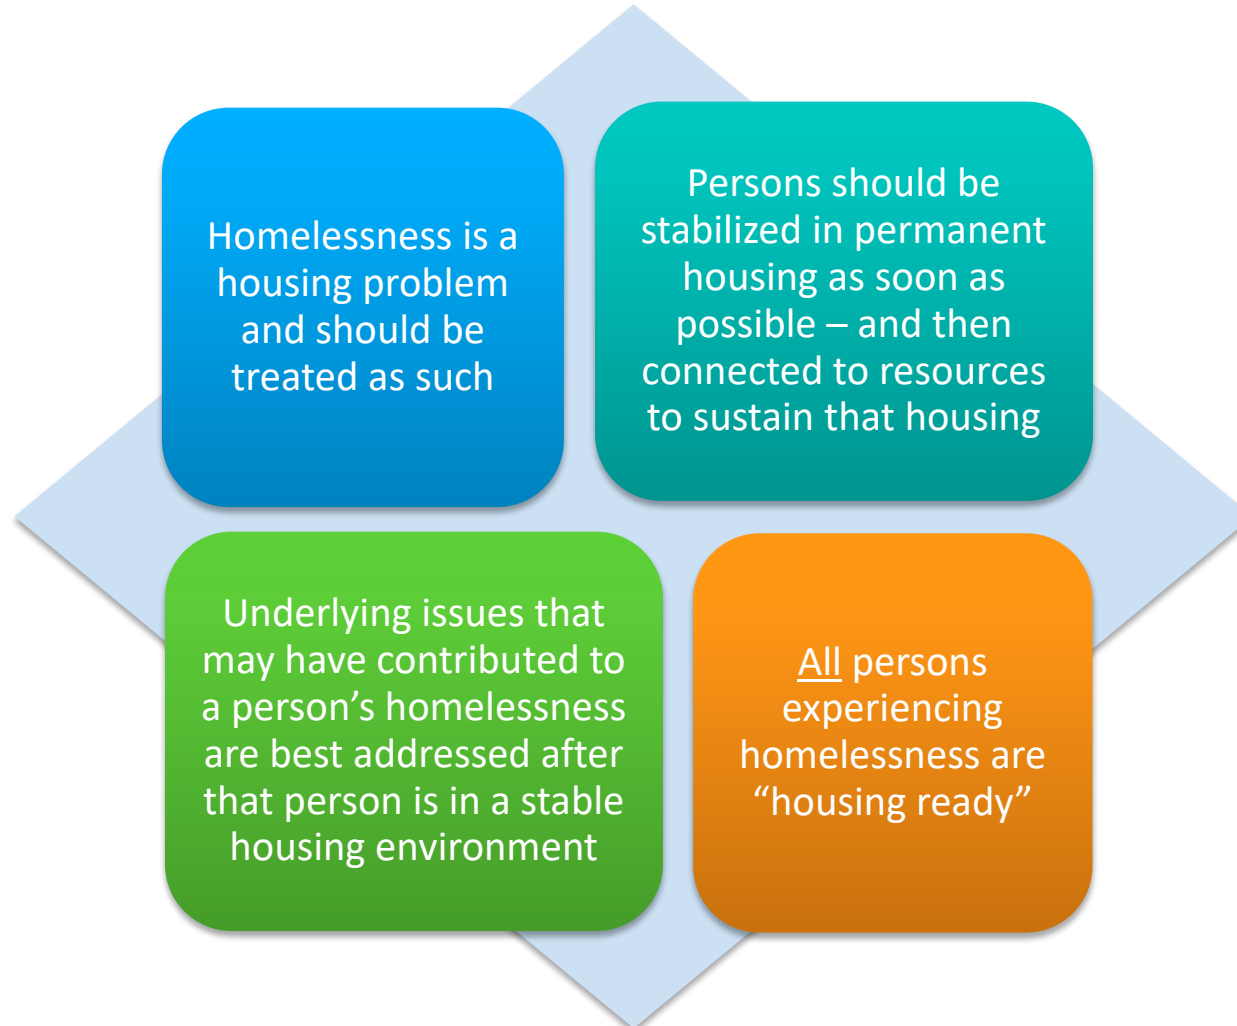 Homelessness is a
housing problem
and should be
treated as such
Persons should be
stabilized in permanent
housing as soon as
possible – and then
connected to resources
to sustain that housing
Underlying issues that
may have contributed to
a person’s homelessness
are best addressed after
that person is in a stable
housing environment
All persons
experiencing
homelessness are
“housing ready”